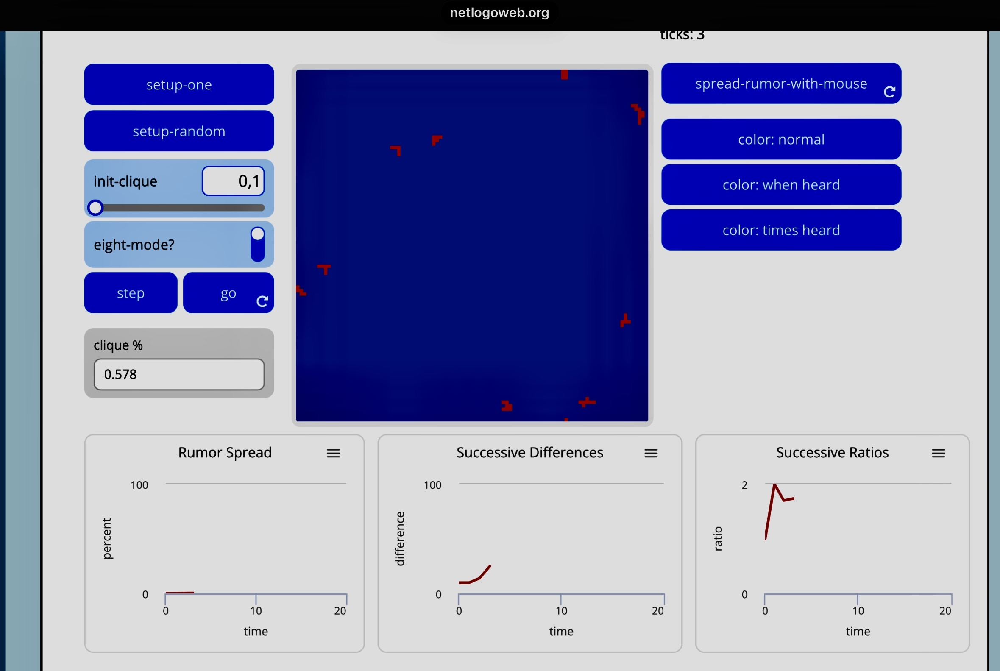 netlogoweb.org
ticks: 3
setup-one
setup-random
init-clique
0,1
eight-mode?
step
go
clique %
0.578
spread-rumor-with-mouse
color: normal
color: when heard
color: times heard
Rumor Spread
100
percent
0
0
10
20
time
Successive Differences
100
difference
0
0
10
20
time
Successive Ratios
2
ratio
0
0
10
20
time